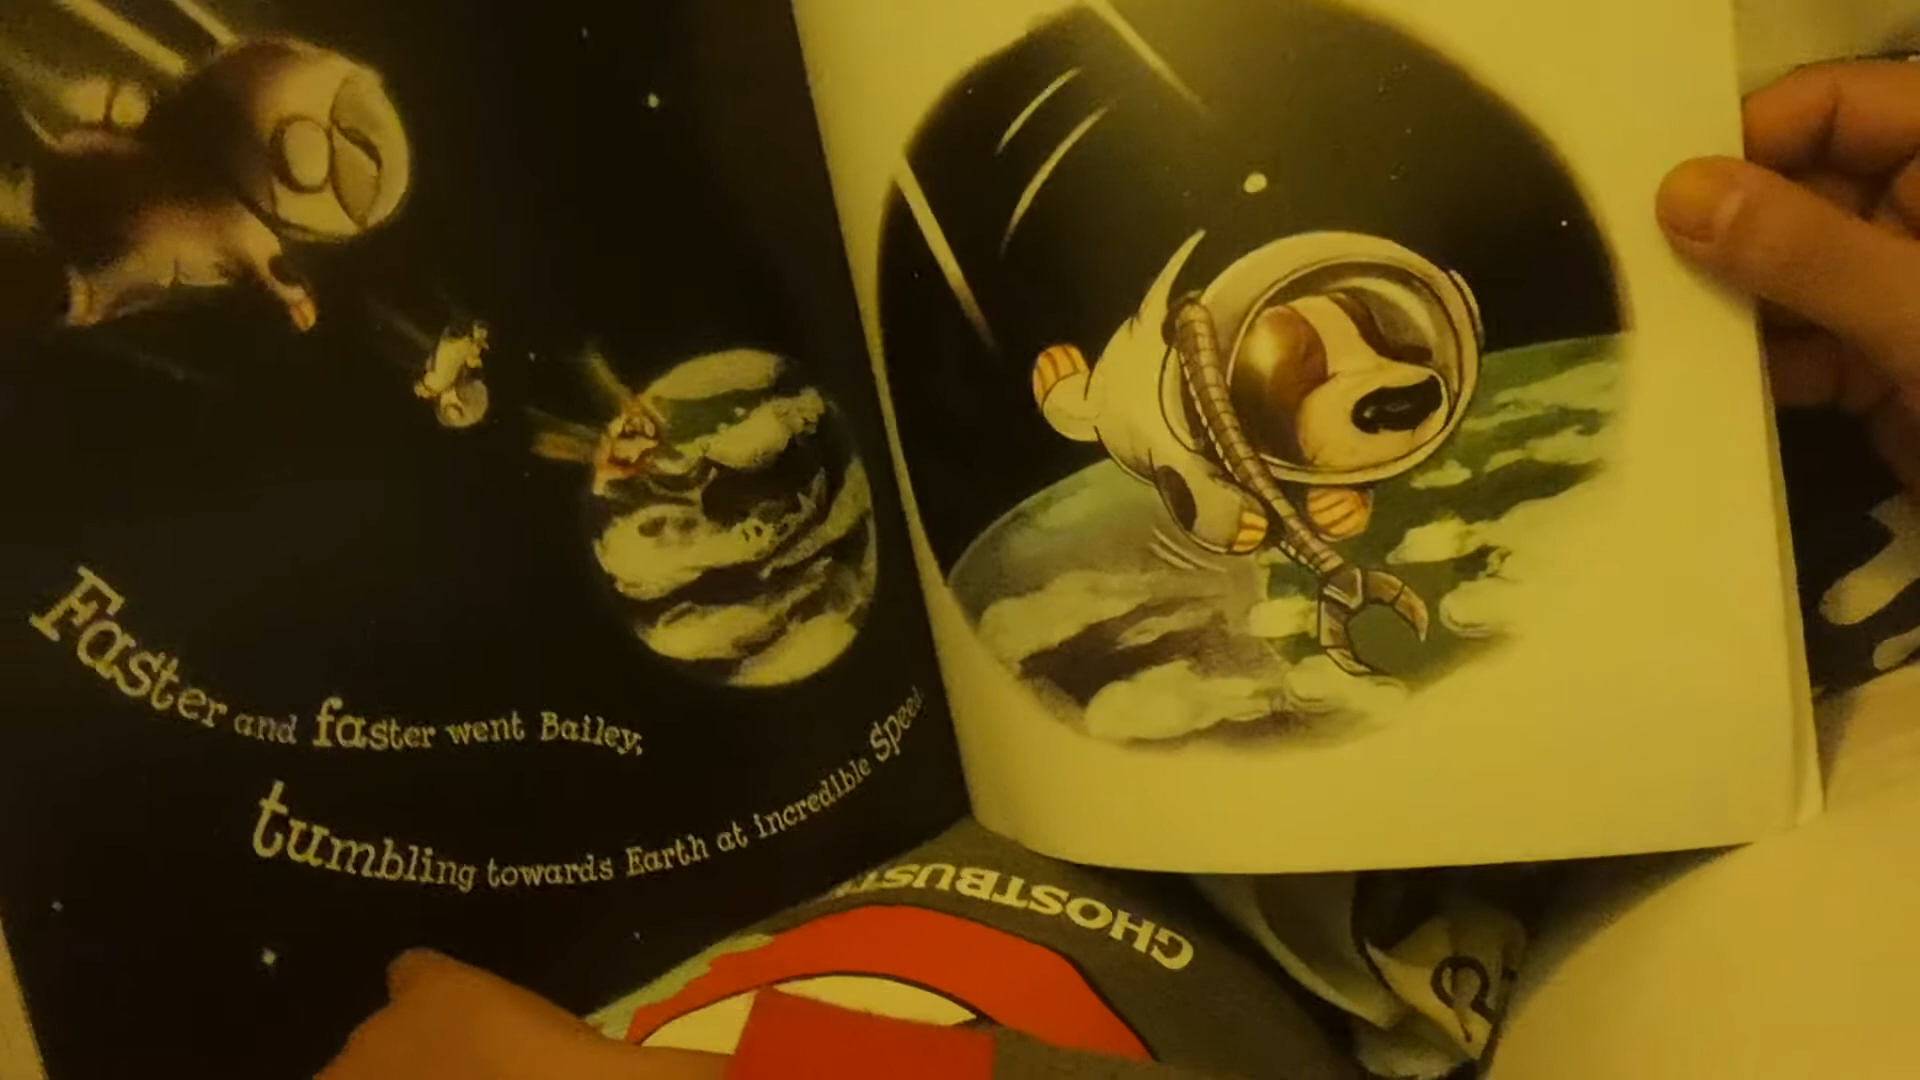 Faster and faster went Bailey,
tumbling towards Earth at incredible speed
GHOSTBUST